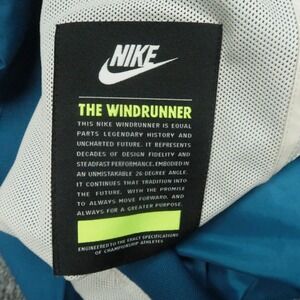 NIKE
THE WINDRUNNER
THIS NIKE WINDRUNNER IS EQUAL
PARTS LEGENDARY HISTORY AND
UNCHARTED FUTURE. IT REPRESENTS
DECADES OF DESIGN FIDELITY AND
STEADFAST PERFORMANCE. EMBODIED IN
AN UNMISTAKABLE 26-DEGREE ANGLE,
IT CONTINUES THAT TRADITION INTO
THE FUTURE. WITH THE PROMISE
TO ALWAYS MOVE FORWARD, AND
ALWAYS FOR A GREATER PURPOSE.
ENGINEERED TO THE EXACT SPECIFICATIONS
OF CHAMPIONSHIP ATHLETES.